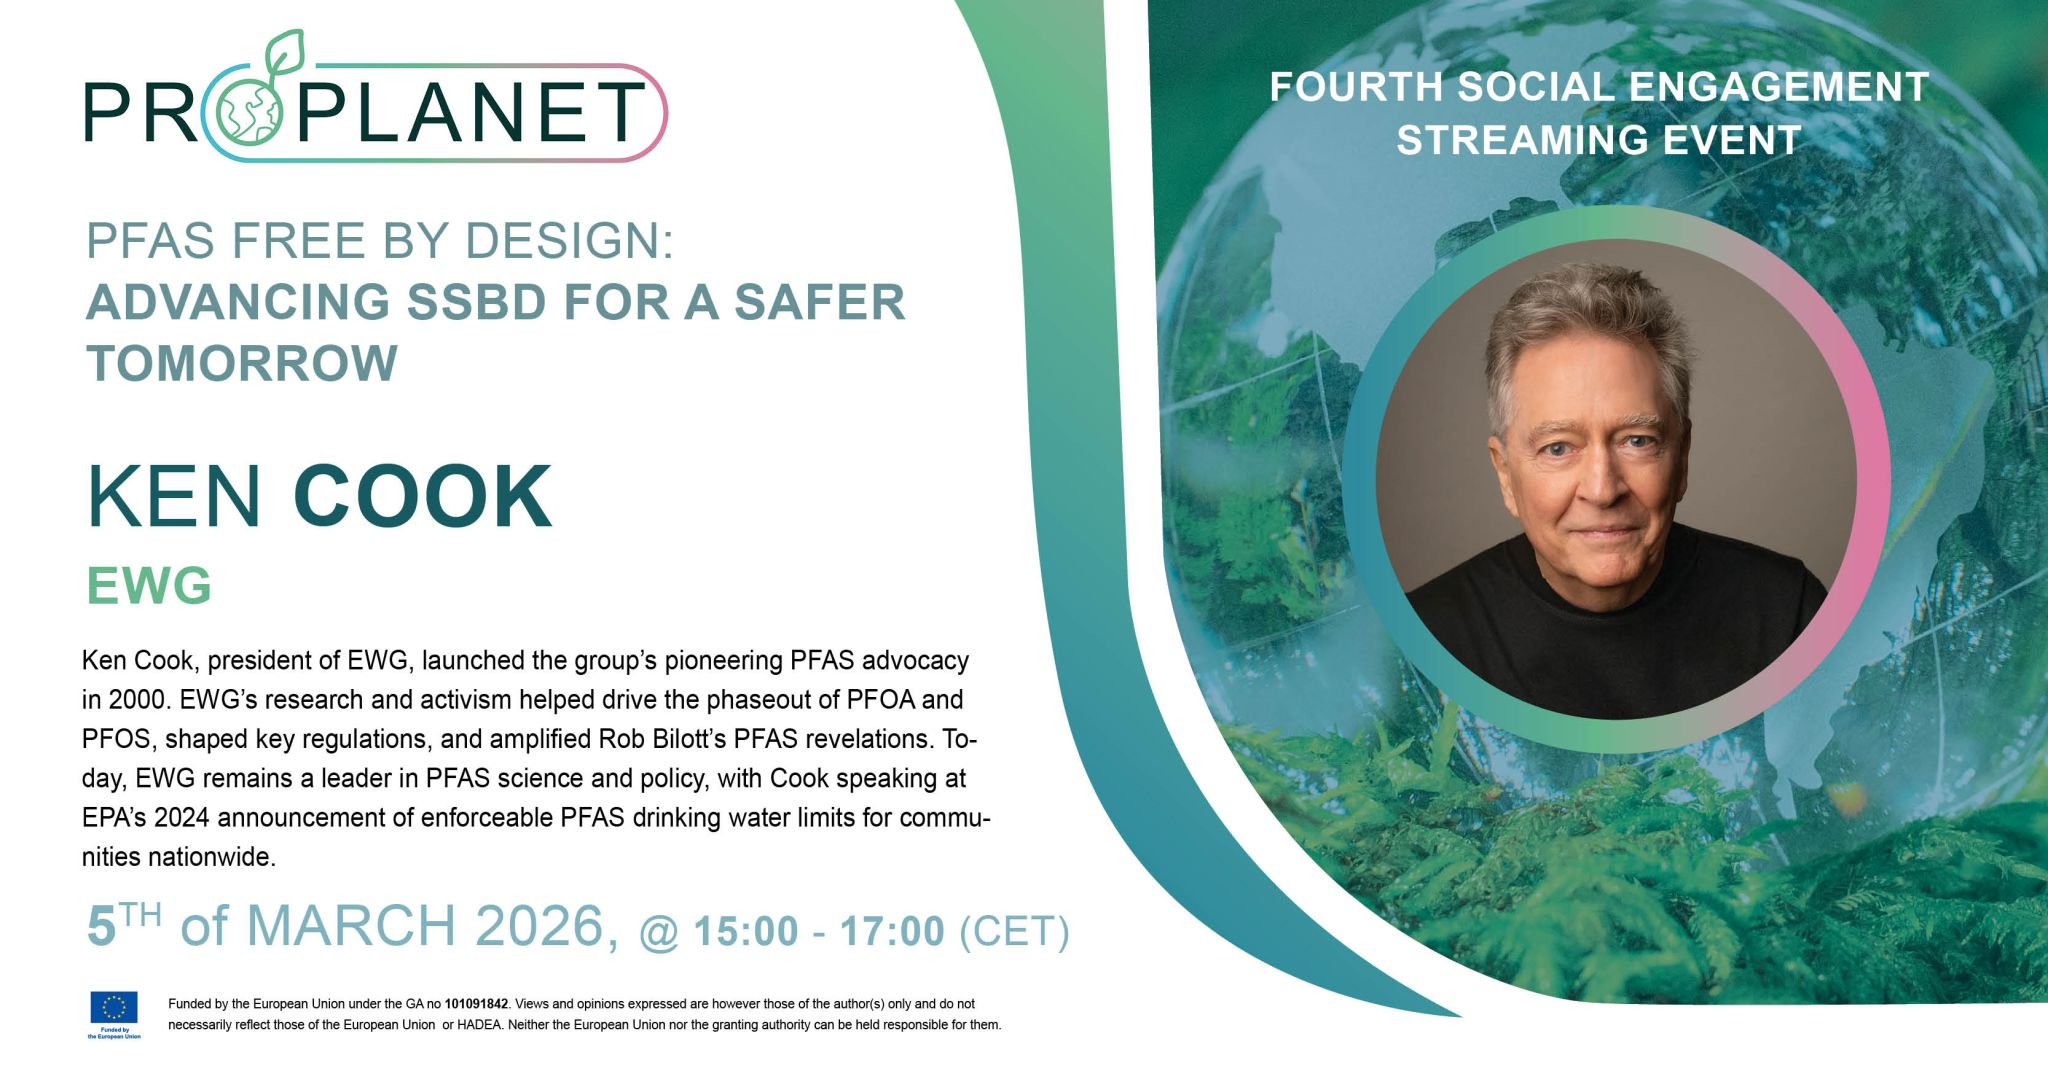 PROPLANET
PFAS FREE BY DESIGN:
ADVANCING SSBD FOR A SAFER
TOMORROW
KEN COOK
EWG
Ken Cook, president of EWG, launched the group's pioneering PFAS advocacy
in 2000. EWG's research and activism helped drive the phaseout of PFOA and
PFOS, shaped key regulations, and amplified Rob Bilott's PFAS revelations. To-
day, EWG remains a leader in PFAS science and policy, with Cook speaking at
EPA's 2024 announcement of enforceable PFAS drinking water limits for commu-
nities nationwide.
5TH of MARCH 2026, @ 15:00 - 17:00 (CET)
Funded by
the European Union
Funded by the European Union under the GA no 101091842. Views and opinions expressed are however those of the author(s) only and do not
necessarily reflect those of the European Union or HADEA. Neither the European Union nor the granting authority can be held responsible for them.
FOURTH SOCIAL ENGAGEMENT
STREAMING EVENT